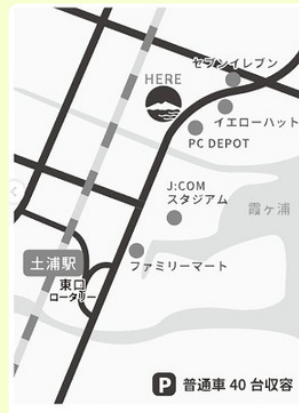 セブンイレブン
HERE
イエローハット
PC DEPOT
J:COM
スタジアム
霞ヶ浦
土浦駅
ファミリーマート
東口
ロータリー
P 普通車 40 台収容